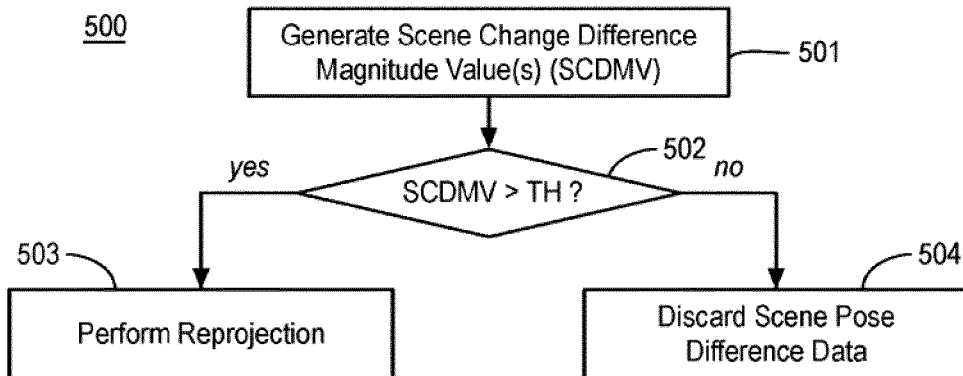 500
Generate Scene Change Difference
Magnitude Value(s) (SCDMV)
501
502
yes
SCDMV > TH ?
no
503
504
Perform Reprojection
Discard Scene Pose
Difference Data